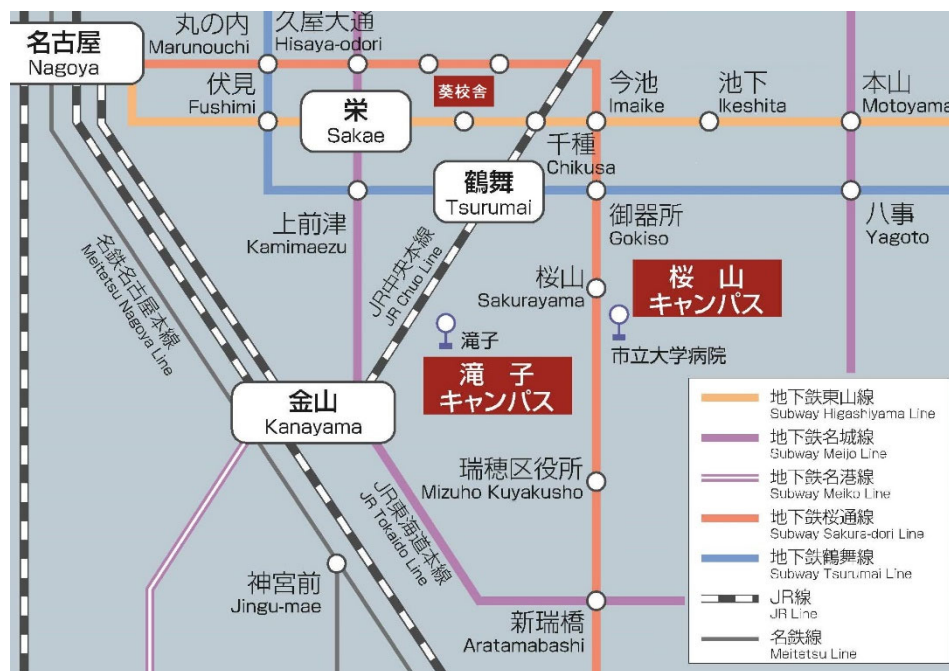 名古屋
Nagoya
丸の内
Marunouchi
久屋大通
Hisaya-odori
伏見
Fushimi
栄
Sakae
葵校舎
今池
Imaike
池下
Ikeshita
本山
Motoyama
千種
Chikusa
鶴舞
Tsurumai
上前津
Kamimaezu
御器所
Gokiso
八事
Yagoto
名鉄名古屋本線
Meitetsu Nagoya Line
JR中央本線
JR Chuo Line
桜山
Sakurayama
桜 山
キャンパス
滝子
市立大学病院
滝 子
キャンパス
金山
Kanayama
瑞穂区役所
Mizuho Kuyakusho
JR東海道本線
JR Tokaido Line
神宮前
Jingu-mae
新瑞橋
Aratamabashi
地下鉄東山線
Subway Higashiyama Line
地下鉄名城線
Subway Meijo Line
地下鉄名港線
Subway Meiko Line
地下鉄桜通線
Subway Sakura-dori Line
地下鉄鶴舞線
Subway Tsurumai Line
JR線
JR Line
名鉄線
Meitetsu Line